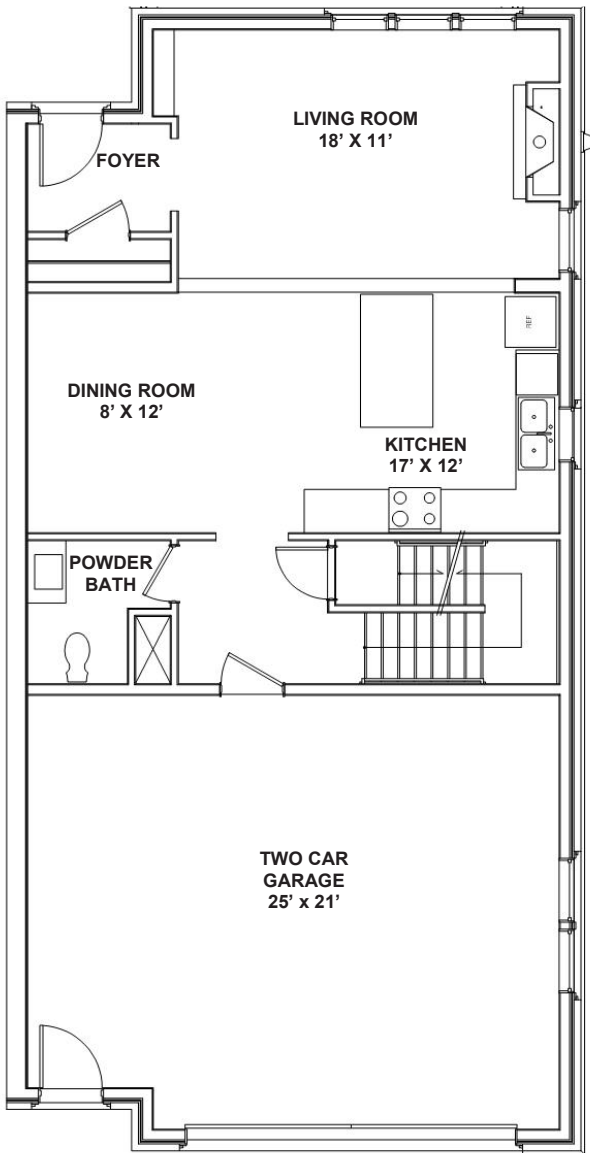 LIVING ROOM
18’ X 11’
FOYER
REF
DINING ROOM
8’ X 12’
KITCHEN
17’ X 12’
POWDER
BATH
TWO CAR
GARAGE
25’ x 21’